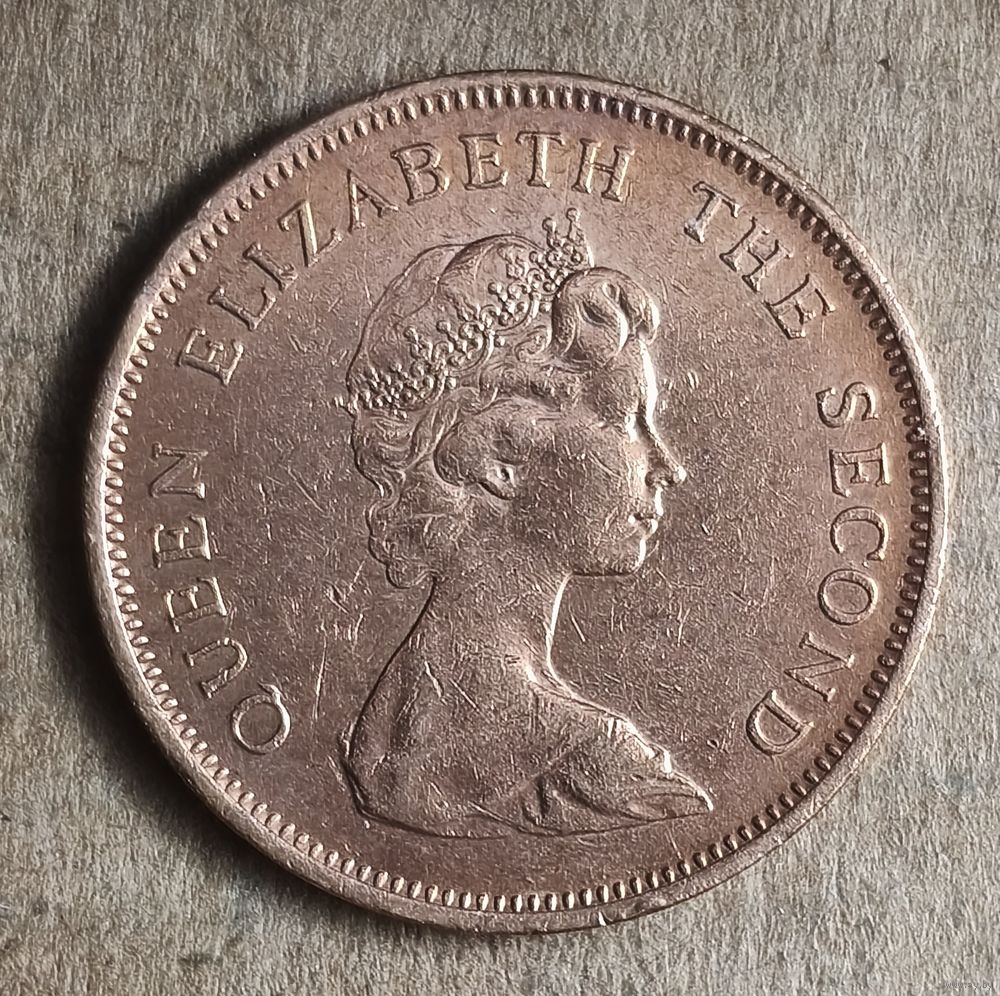 QUEEN ELIZABETH THE SECOND